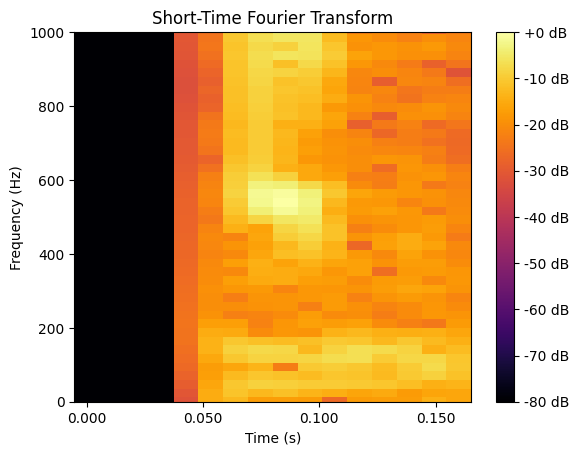 Short-Time Fourier Transform
1000
800
600
400
200
0
Frequency (Hz)
0.000
0.050
0.100
0.150
Time (s)
+0 dB
-10 dB
-20 dB
-30 dB
-40 dB
-50 dB
-60 dB
-70 dB
-80 dB